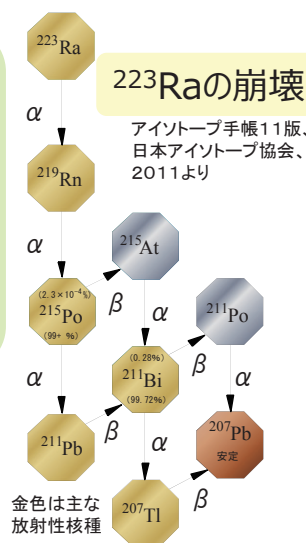 ²²³Ra
²²³Raの崩壊
アイソトープ手帳11版、
日本アイソトープ協会、
2011より
α
²¹⁹Rn
α
²¹⁵At
(2.3×10⁻⁴%)
²¹⁵Po
(99+ %)
β
α
²¹¹Po
α
(0.28%)
²¹¹Bi
(99.72%)
β
α
²¹¹Pb
β
α
²⁰⁷Pb
安定
金色は主な
放射性核種
²⁰⁷Tl
β